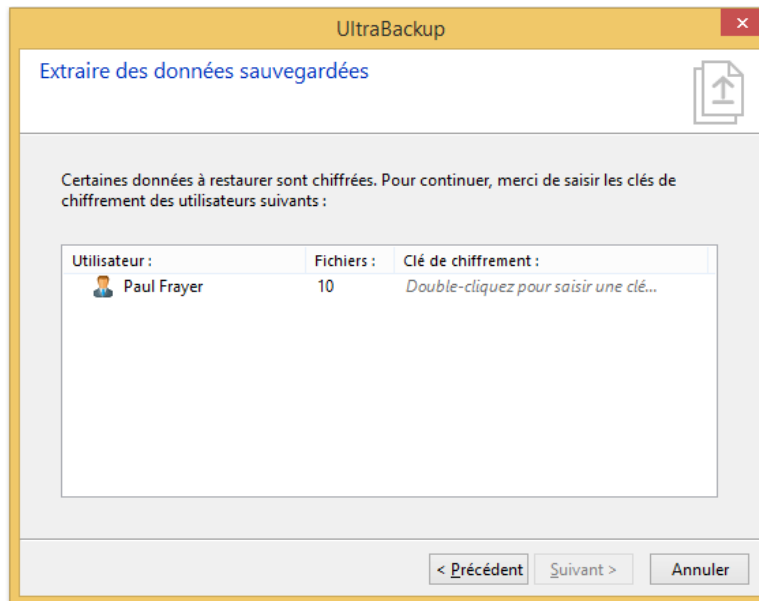 UltraBackup
Extraire des données sauvegardées
Certaines données à restaurer sont chiffrées. Pour continuer, merci de saisir les clés de
chiffrement des utilisateurs suivants :
Utilisateur : Fichiers : Clé de chiffrement :
Paul Frayer 10 Double-cliquez pour saisir une clé...
< Précédent Suivant > Annuler